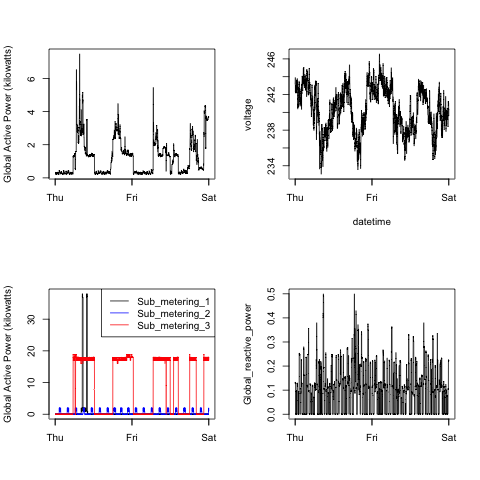 Global Active Power (kilowatts)
0 2 4 6
Thu Fri Sat
voltage
234 238 242 246
Thu Fri Sat
datetime
Global Active Power (kilowatts)
0 10 20 30
Sub_metering_1
Sub_metering_2
Sub_metering_3
Thu Fri Sat
Global_reactive_power
0.0 0.1 0.2 0.3 0.4 0.5
Thu Fri Sat